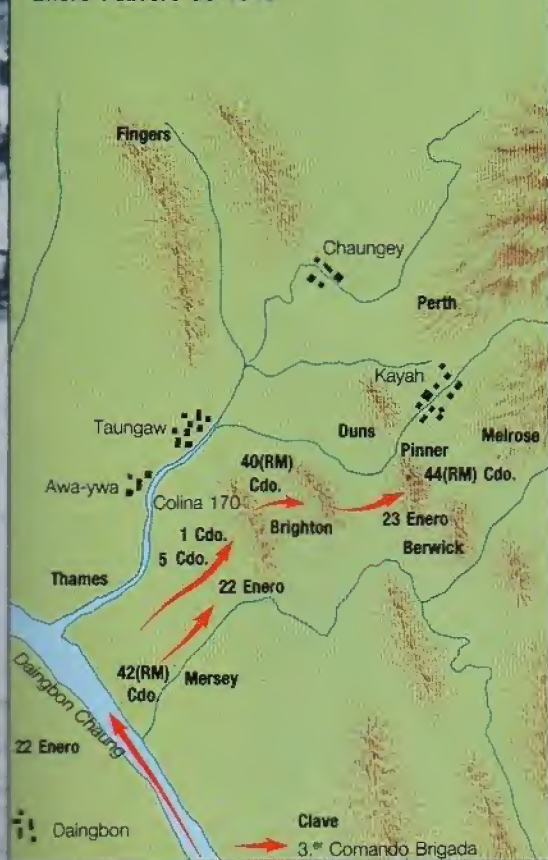 Fingers
Chaungey
Perth
Kayah
Taungaw
Duns
Pinner
Melrose
40(RM)
Cdo.
44(RM) Cdo.
Awa-ywa
Colina 170
23 Enero
1 Cdo.
Brighton
5 Cdo.
Berwick
Thames
22 Enero
42(RM)
Cdo.
Mersey
Daingbon Chaung
22 Enero
Daingbon
Clave
3.er Comando Brigada